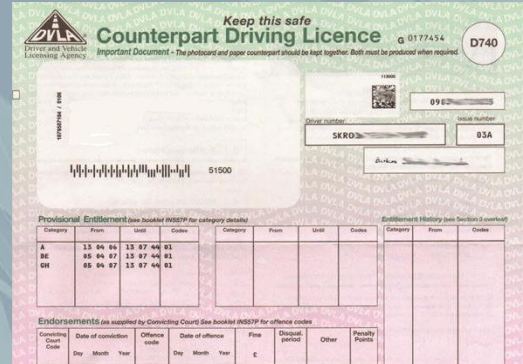 Keep this safe
DVLA
Driver and Vehicle
Licensing Agency
Counterpart Driving Licence
G 0177454
D740
Important Document - The photocard and paper counterpart should be kept together. Both must be produced when required.
Driver number
Issue number
SKRO
03A
51500
Provisional Entitlement (see booklet INS57P for category details)
Entitlement History (see Section 3 overleaf)
Category From Until Codes Category From Until Codes Category From Codes
A 13 04 06 13 07 44 01
BE 05 04 07 13 07 44 01
GH 05 04 07 13 07 44 01
Endorsements (as supplied by Convicting Court) See booklet INS57P for offence codes
Convicting Court Code
Date of conviction
Offence code
Date of offence
Fine
Disqual. period
Other
Penalty Points
Day Month Year Day Month Year £